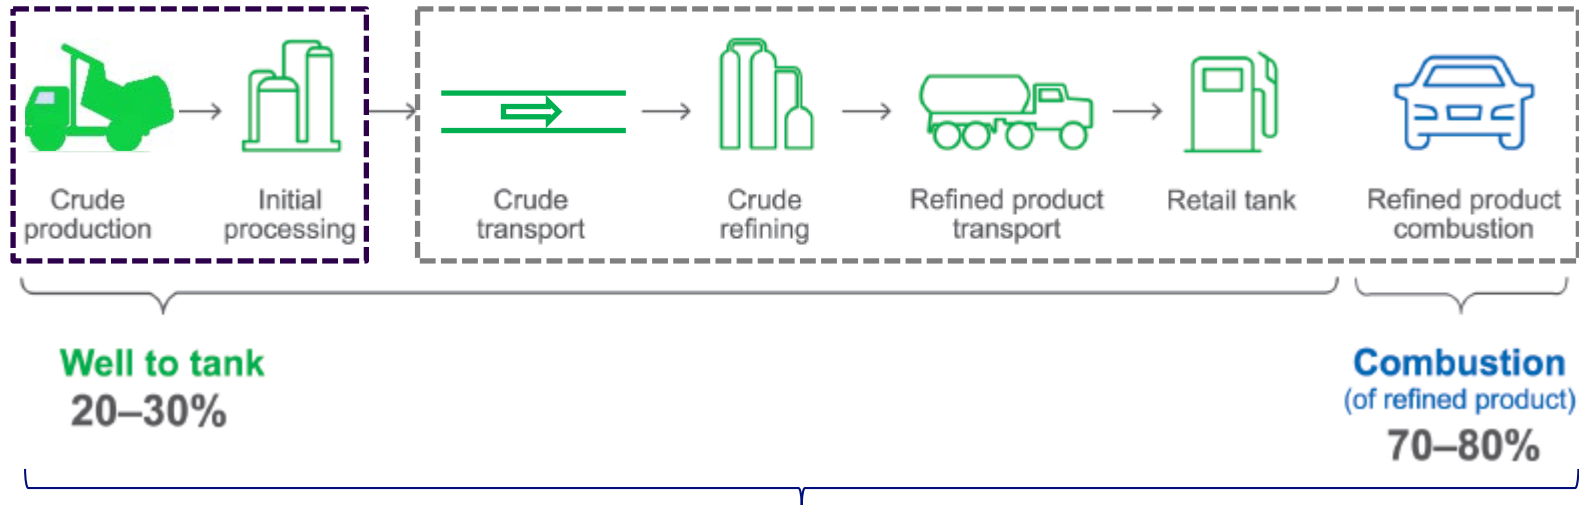 Crude
production
Initial
processing
Crude
transport
Crude
refining
Refined product
transport
Retail tank
Refined product
combustion
Well to tank
20–30%
Combustion
(of refined product)
70–80%